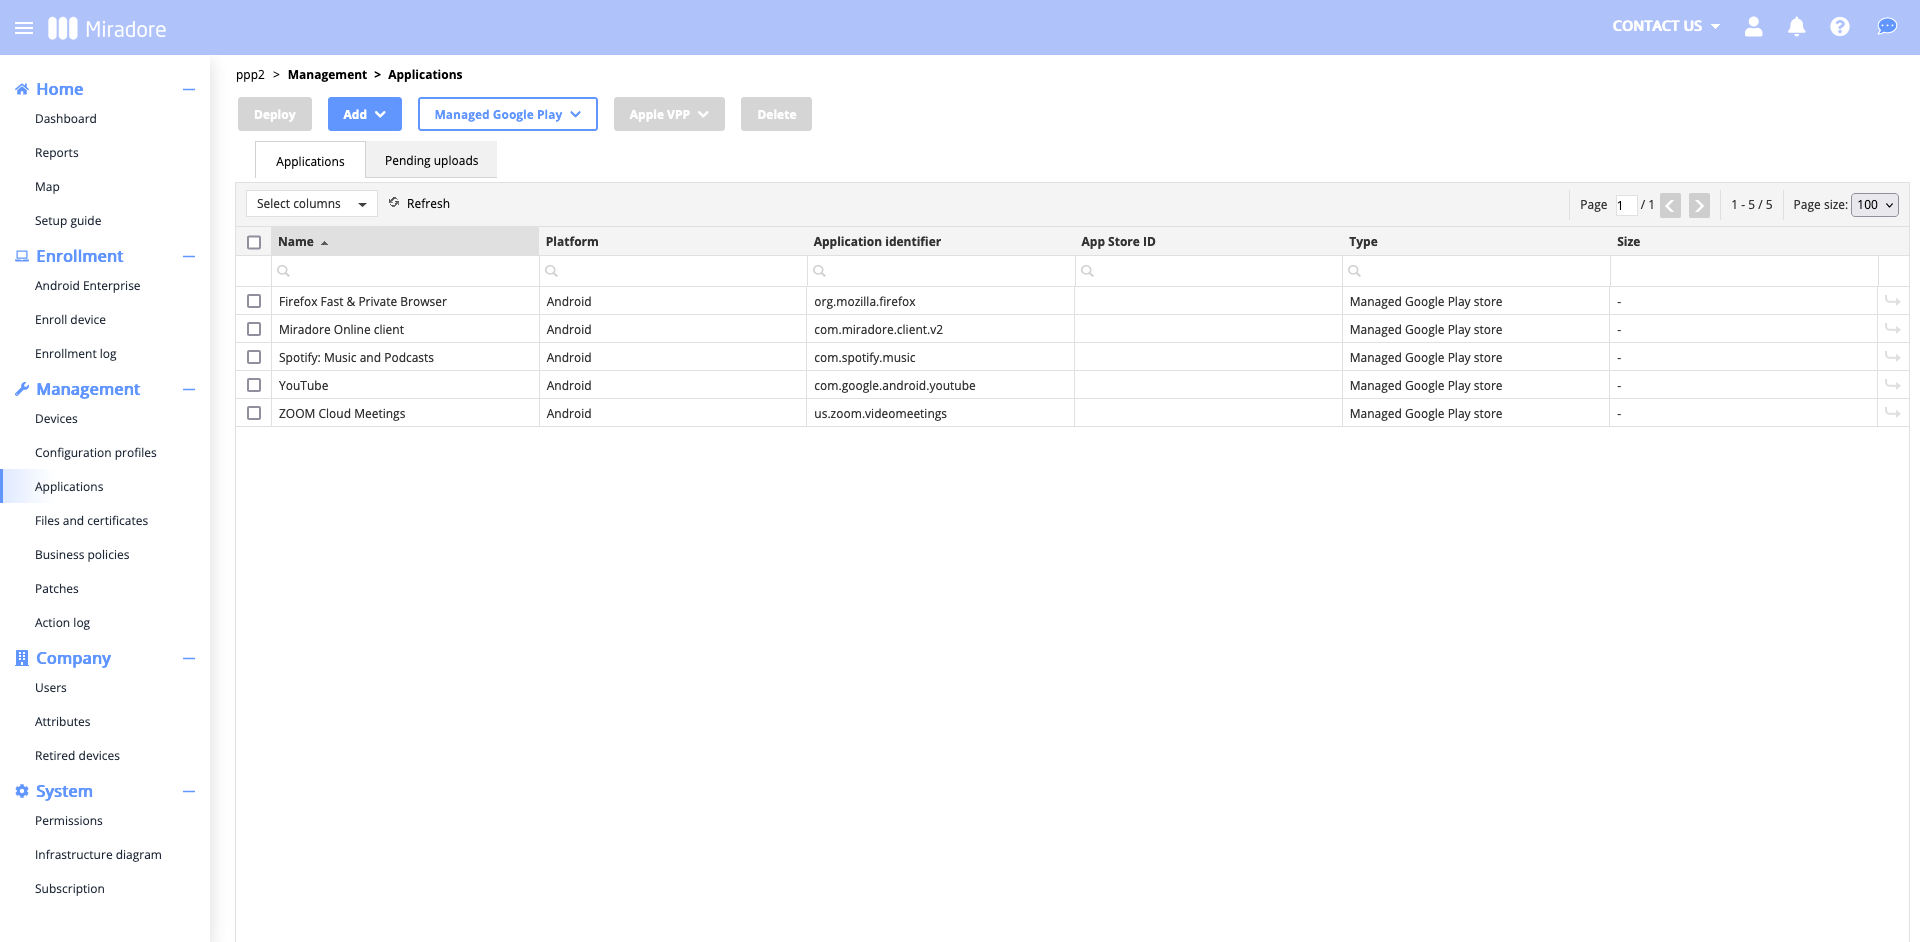 Miradore
CONTACT US
Home
Dashboard
Reports
Map
Setup guide
Enrollment
Android Enterprise
Enroll device
Enrollment log
Management
Devices
Configuration profiles
Applications
Files and certificates
Business policies
Patches
Action log
Company
Users
Attributes
Retired devices
System
Permissions
Infrastructure diagram
Subscription
ppp2 > Management > Applications
Deploy Add Managed Google Play Apple VPP Delete
Applications Pending uploads
Select columns Refresh Page 1 / 1 1 - 5 / 5 Page size: 100
Name Platform Application identifier App Store ID Type Size
Firefox Fast & Private Browser Android org.mozilla.firefox Managed Google Play store -
Miradore Online client Android com.miradore.client.v2 Managed Google Play store -
Spotify: Music and Podcasts Android com.spotify.music Managed Google Play store -
YouTube Android com.google.android.youtube Managed Google Play store -
ZOOM Cloud Meetings Android us.zoom.videomeetings Managed Google Play store -